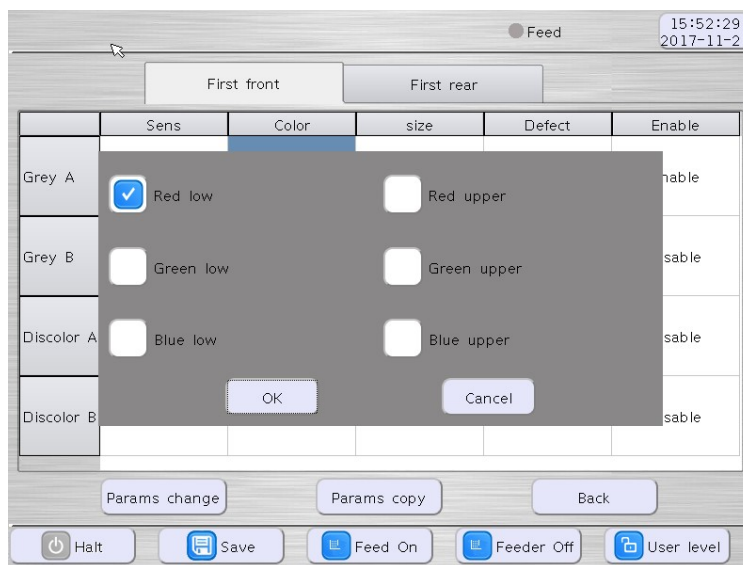 Feed
15:52:29
2017-11-2
First front
First rear
Sens Color size Defect Enable
Grey A
nable
Red low Red upper
Grey B
sable
Green low Green upper
Discolor A
sable
Blue low Blue upper
OK Cancel
Discolor B
sable
Params change Params copy Back
Halt Save Feed On Feeder Off User level